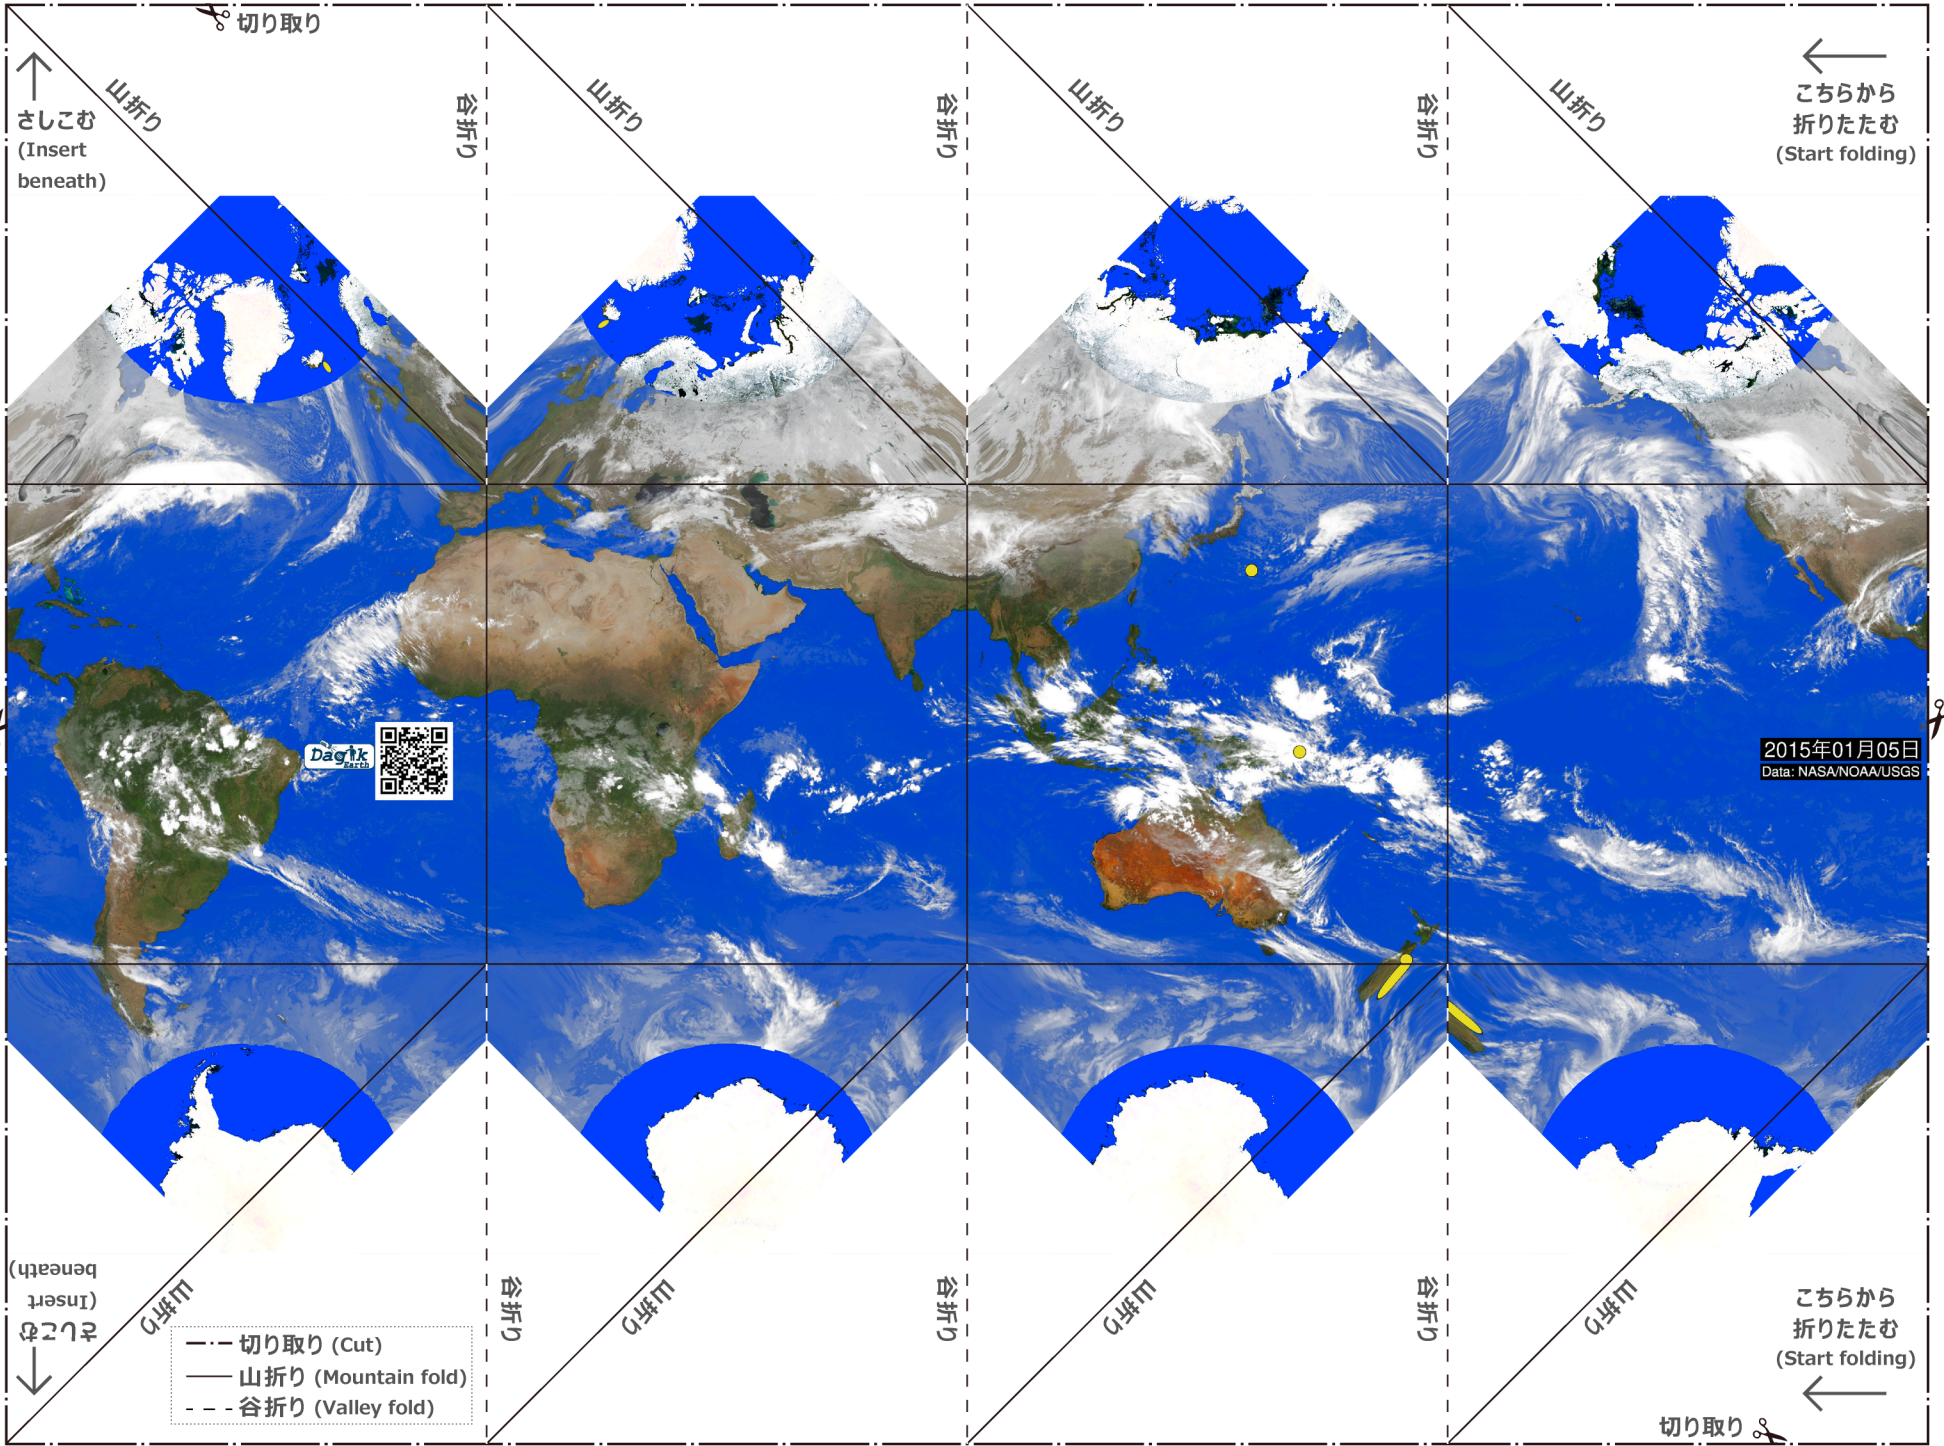 切り取り
山折り
谷折り
山折り
谷折り
山折り
谷折り
山折り
さしこむ
(Insert
beneath)
こちらから
折りたたむ
(Start folding)
Dagik
Earth
2015年01月05日
Data: NASA/NOAA/USGS
さしこむ
(Insert
beneath)
山折り
谷折り
山折り
谷折り
山折り
谷折り
山折り
こちらから
折りたたむ
(Start folding)
切り取り (Cut)
山折り (Mountain fold)
谷折り (Valley fold)
切り取り